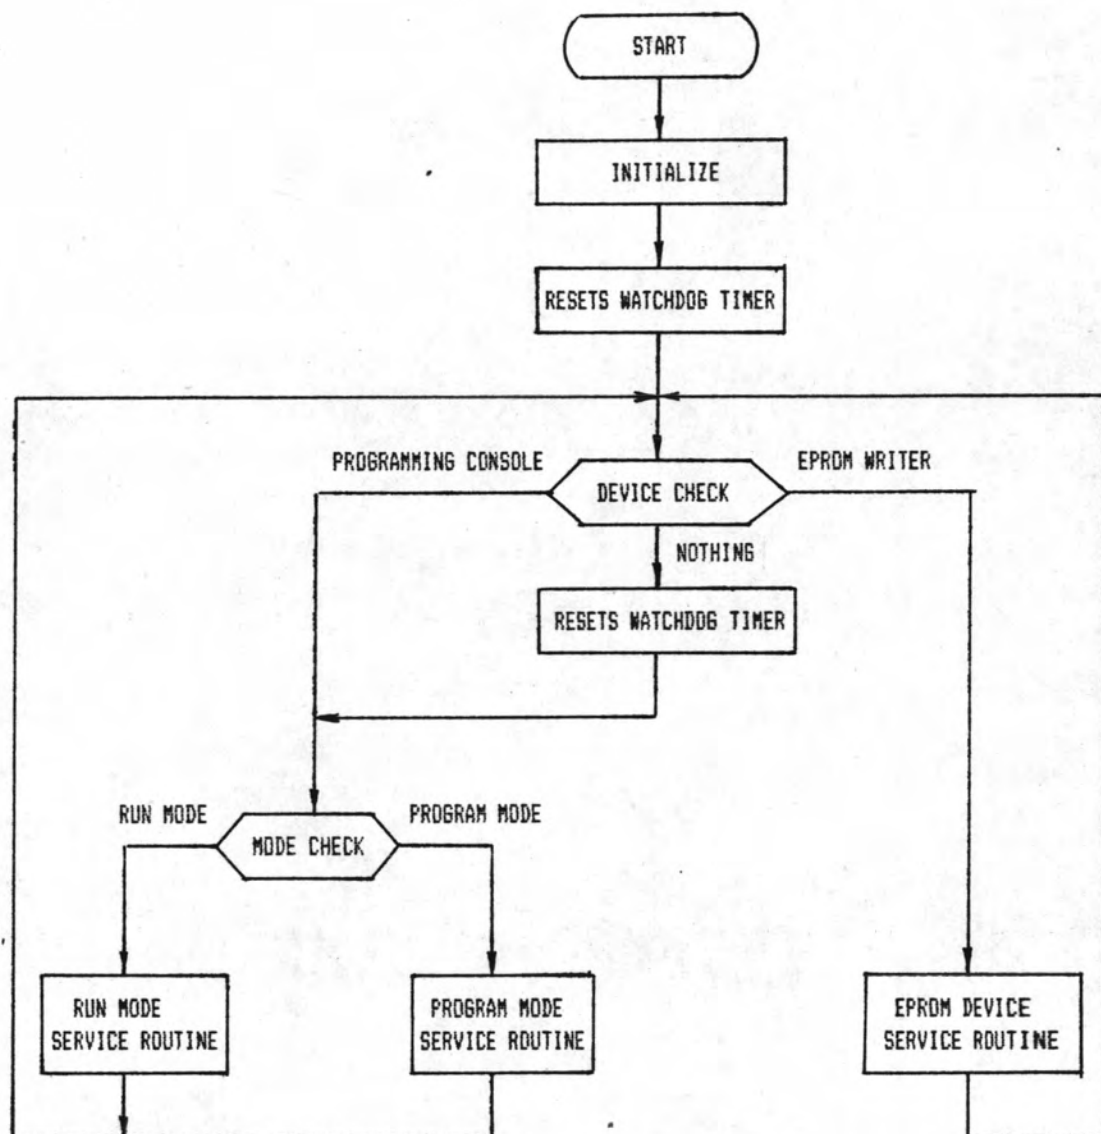 START
INITIALIZE
RESETS WATCHDOG TIMER
PROGRAMMING CONSOLE
EPROM WRITER
DEVICE CHECK
NOTHING
RESETS WATCHDOG TIMER
RUN MODE
PROGRAM MODE
MODE CHECK
RUN MODE
SERVICE ROUTINE
PROGRAM MODE
SERVICE ROUTINE
EPROM DEVICE
SERVICE ROUTINE